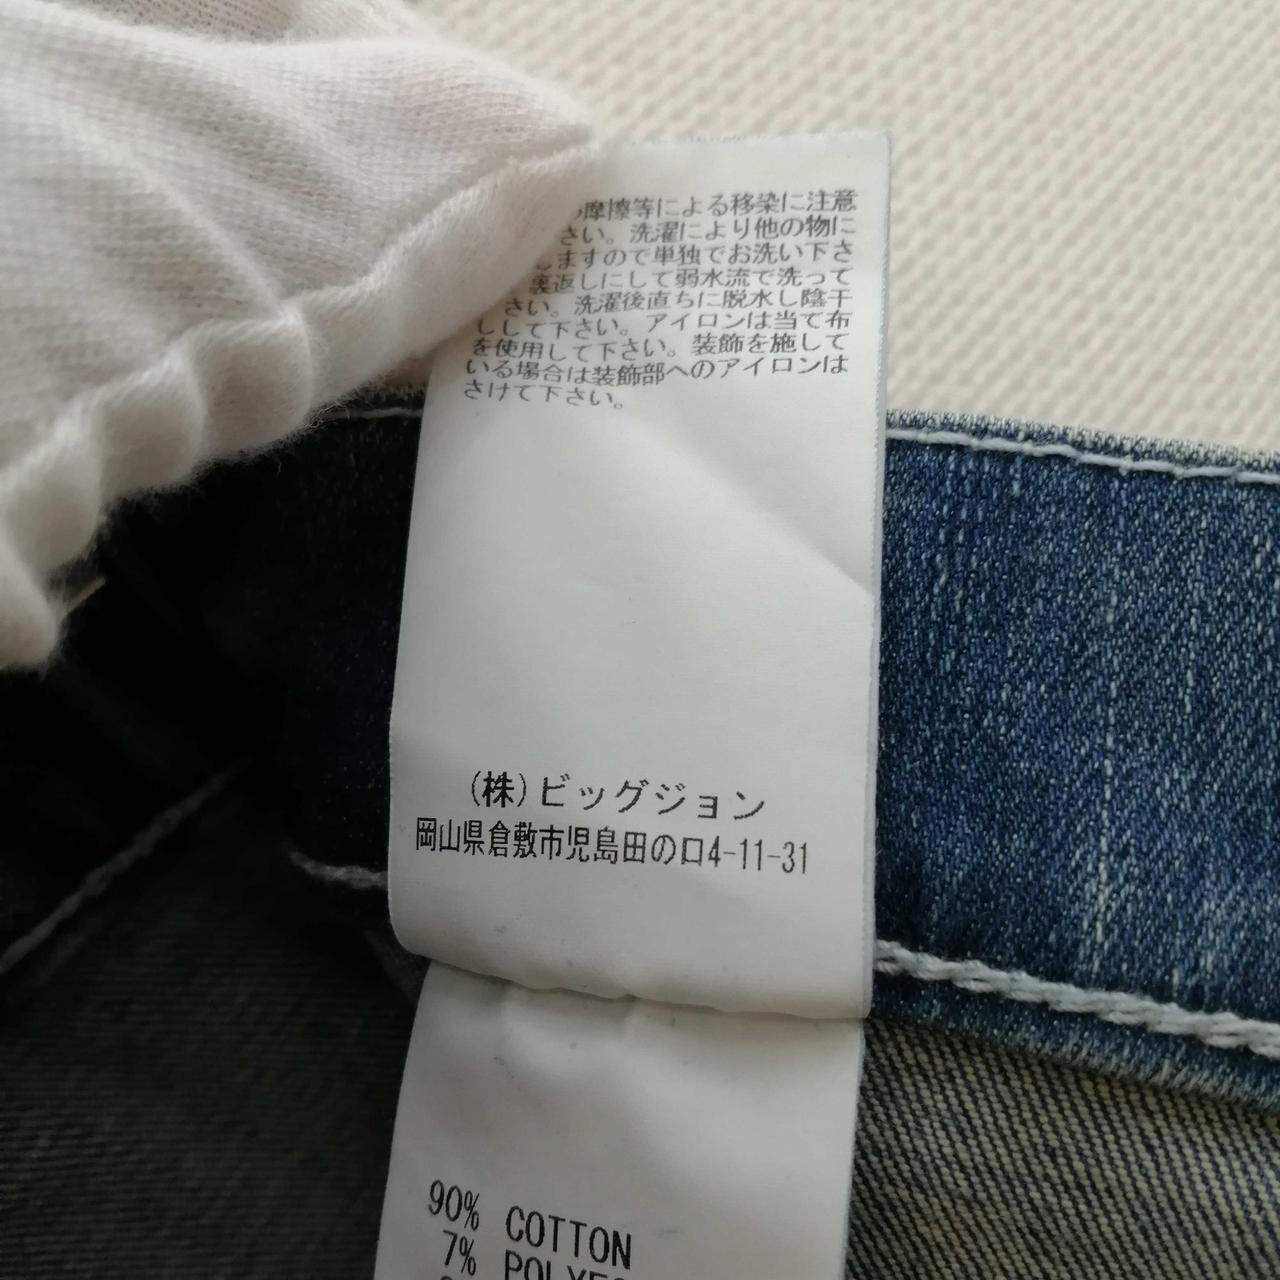 摩擦等による移染に注意
さい。洗濯により他の物に
しますので単独でお洗い下さ
裏返しにして弱水流で洗って
さい。洗濯後直ちに脱水し陰干
しして下さい。アイロンは当て布
を使用して下さい。装飾を施して
いる場合は装飾部へのアイロンは
さけて下さい。
(株)ビッグジョン
岡山県倉敷市児島田の口4-11-31
90% COTTON
7%